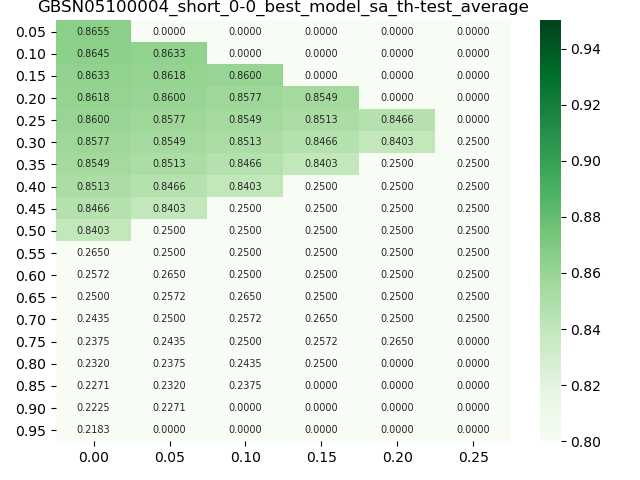 GBSN05100004_short_0-0_best_model_sa_th-test_average
0.05 0.8655 0.0000 0.0000 0.0000 0.0000 0.0000
0.10 0.8645 0.8633 0.0000 0.0000 0.0000 0.0000
0.15 0.8633 0.8618 0.8600 0.0000 0.0000 0.0000
0.20 0.8618 0.8600 0.8577 0.8549 0.0000 0.0000
0.25 0.8600 0.8577 0.8549 0.8513 0.8466 0.0000
0.30 0.8577 0.8549 0.8513 0.8466 0.8403 0.2500
0.35 0.8549 0.8513 0.8466 0.8403 0.2500 0.2500
0.40 0.8513 0.8466 0.8403 0.2500 0.2500 0.2500
0.45 0.8466 0.8403 0.2500 0.2500 0.2500 0.2500
0.50 0.8403 0.2500 0.2500 0.2500 0.2500 0.2500
0.55 0.2650 0.2500 0.2500 0.2500 0.2500 0.2500
0.60 0.2572 0.2650 0.2500 0.2500 0.2500 0.2500
0.65 0.2500 0.2572 0.2650 0.2500 0.2500 0.2500
0.70 0.2435 0.2500 0.2572 0.2650 0.2500 0.2500
0.75 0.2375 0.2435 0.2500 0.2572 0.2650 0.0000
0.80 0.2320 0.2375 0.2435 0.2500 0.0000 0.0000
0.85 0.2271 0.2320 0.2375 0.0000 0.0000 0.0000
0.90 0.2225 0.2271 0.0000 0.0000 0.0000 0.0000
0.95 0.2183 0.0000 0.0000 0.0000 0.0000 0.0000
0.00 0.05 0.10 0.15 0.20 0.25
0.94
0.92
0.90
0.88
0.86
0.84
0.82
0.80